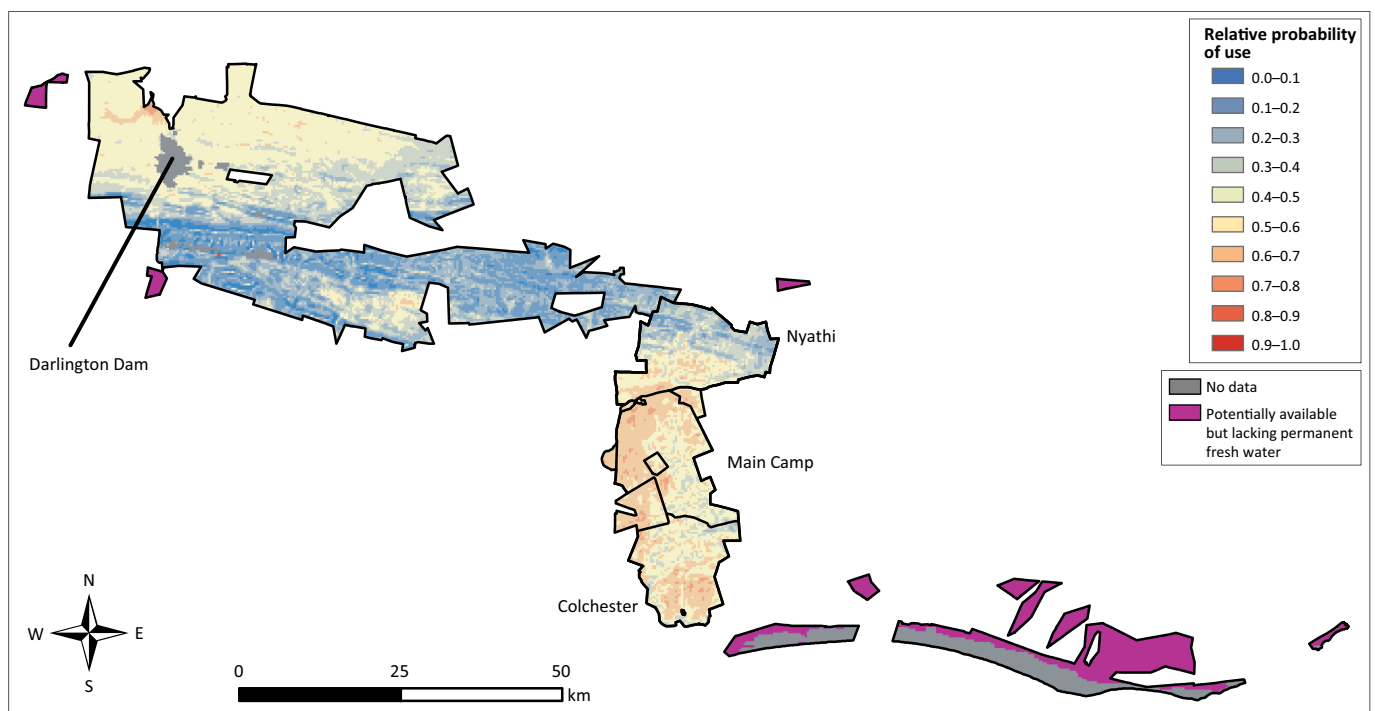 Relative probability
of use
0.0–0.1
0.1–0.2
0.2–0.3
0.3–0.4
0.4–0.5
0.5–0.6
0.6–0.7
0.7–0.8
0.8–0.9
0.9–1.0
No data
Potentially available
but lacking permanent
fresh water
Nyathi
Darlington Dam
Main Camp
Colchester
N
W E
S
0 25 50
km